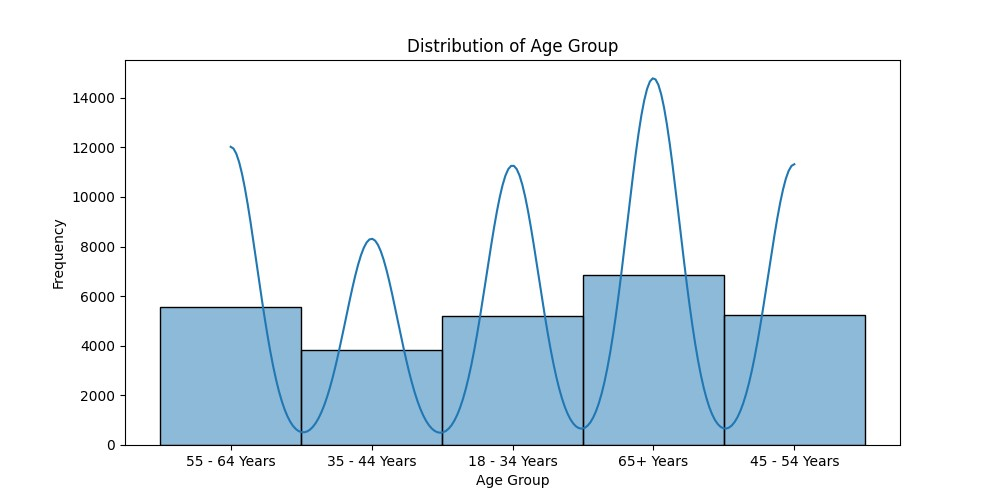 Distribution of Age Group
Frequency
14000
12000
10000
8000
6000
4000
2000
0
55 - 64 Years 35 - 44 Years 18 - 34 Years 65+ Years 45 - 54 Years
Age Group